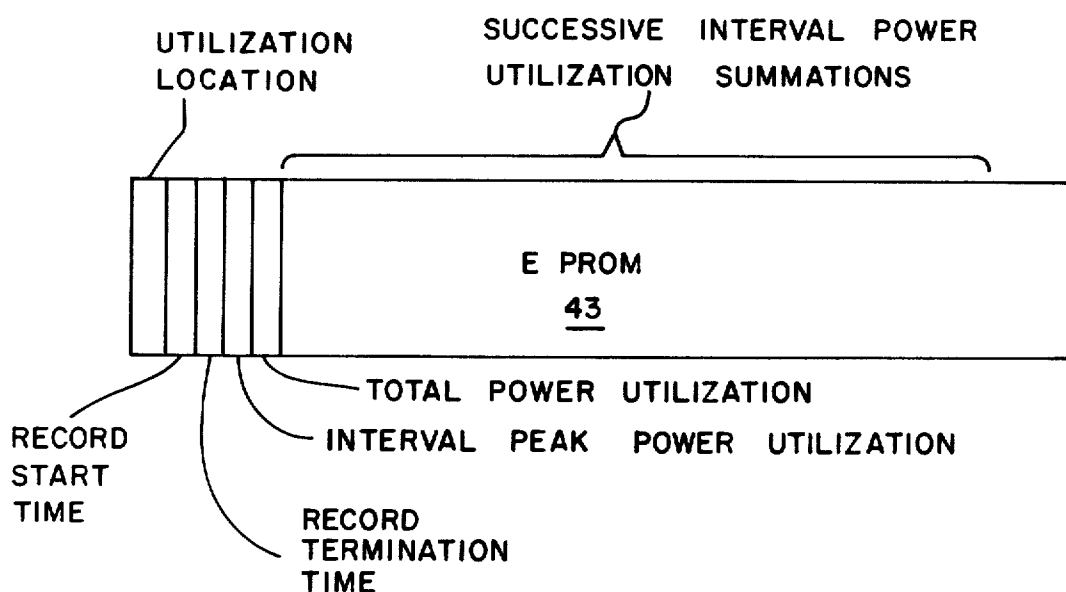 UTILIZATION
LOCATION
SUCCESSIVE INTERVAL POWER
UTILIZATION SUMMATIONS
E PROM
43
TOTAL POWER UTILIZATION
INTERVAL PEAK POWER UTILIZATION
RECORD
START
TIME
RECORD
TERMINATION
TIME